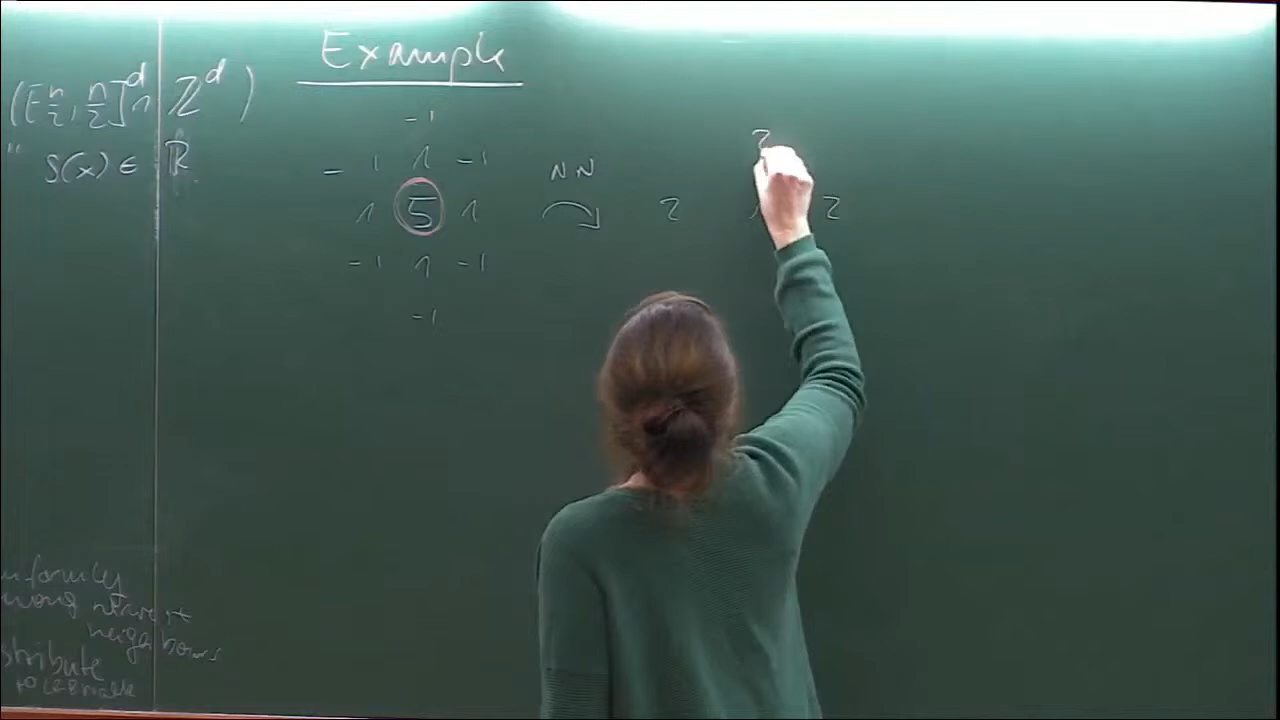 ([-n/2, n/2]^d ∩ ℤ^d)
" S(x) ∈ ℝ
Example
-1
-1 1 -1 NN
1 5 1 2 1 2
2
-1 1 -1
-1
neighbours